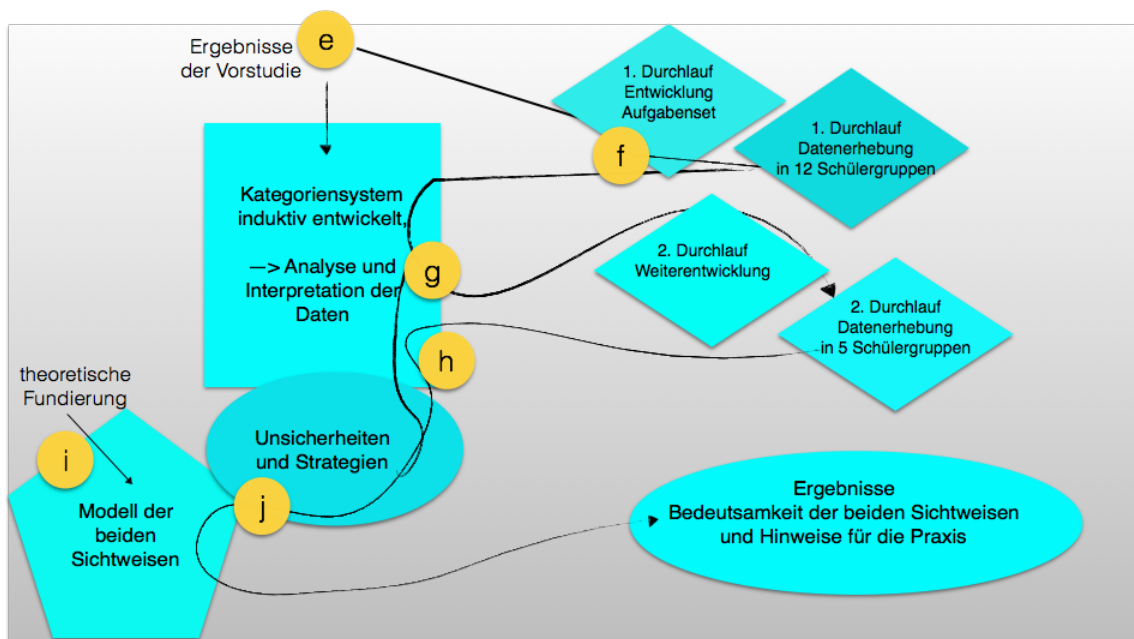 Ergebnisse
der Vorstudie
e
1. Durchlauf
Entwicklung
Aufgabenset
f
1. Durchlauf
Datenerhebung
in 12 Schülergruppen
Kategoriensystem
induktiv entwickelt,
—> Analyse und
Interpretation der
Daten
g
2. Durchlauf
Weiterentwicklung
2. Durchlauf
Datenerhebung
in 5 Schülergruppen
h
theoretische
Fundierung
i
Modell der
beiden
Sichtweisen
Unsicherheiten
und Strategien
j
Ergebnisse
Bedeutsamkeit der beiden Sichtweisen
und Hinweise für die Praxis